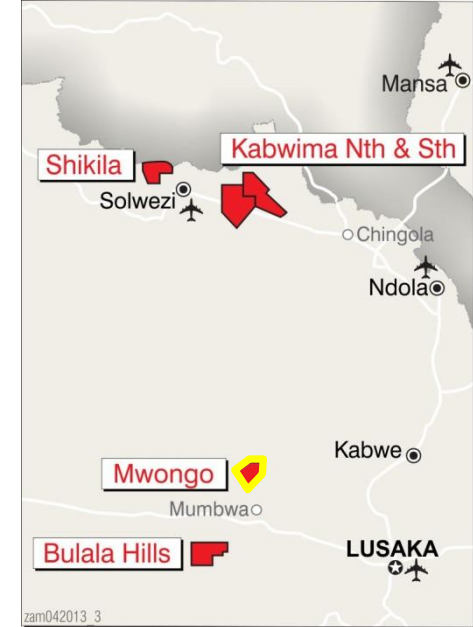 Mansa
Kabwima Nth & Sth
Shikila
Solwezi
Chingola
Ndola
Kabwe
Mwongo
Mumbwa
LUSAKA
Bulala Hills
zam042013_3